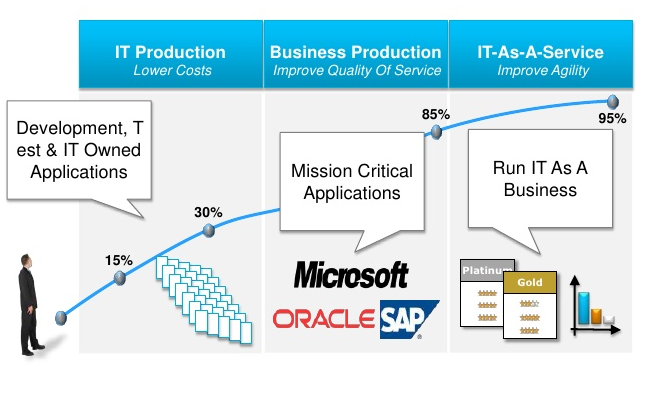 IT Production
Lower Costs
Business Production
Improve Quality Of Service
IT-As-A-Service
Improve Agility
Development, T
est & IT Owned
Applications
15%
30%
Mission Critical
Applications
85%
Run IT As A
Business
95%
Microsoft
ORACLE
SAP
®
Platinum
Gold